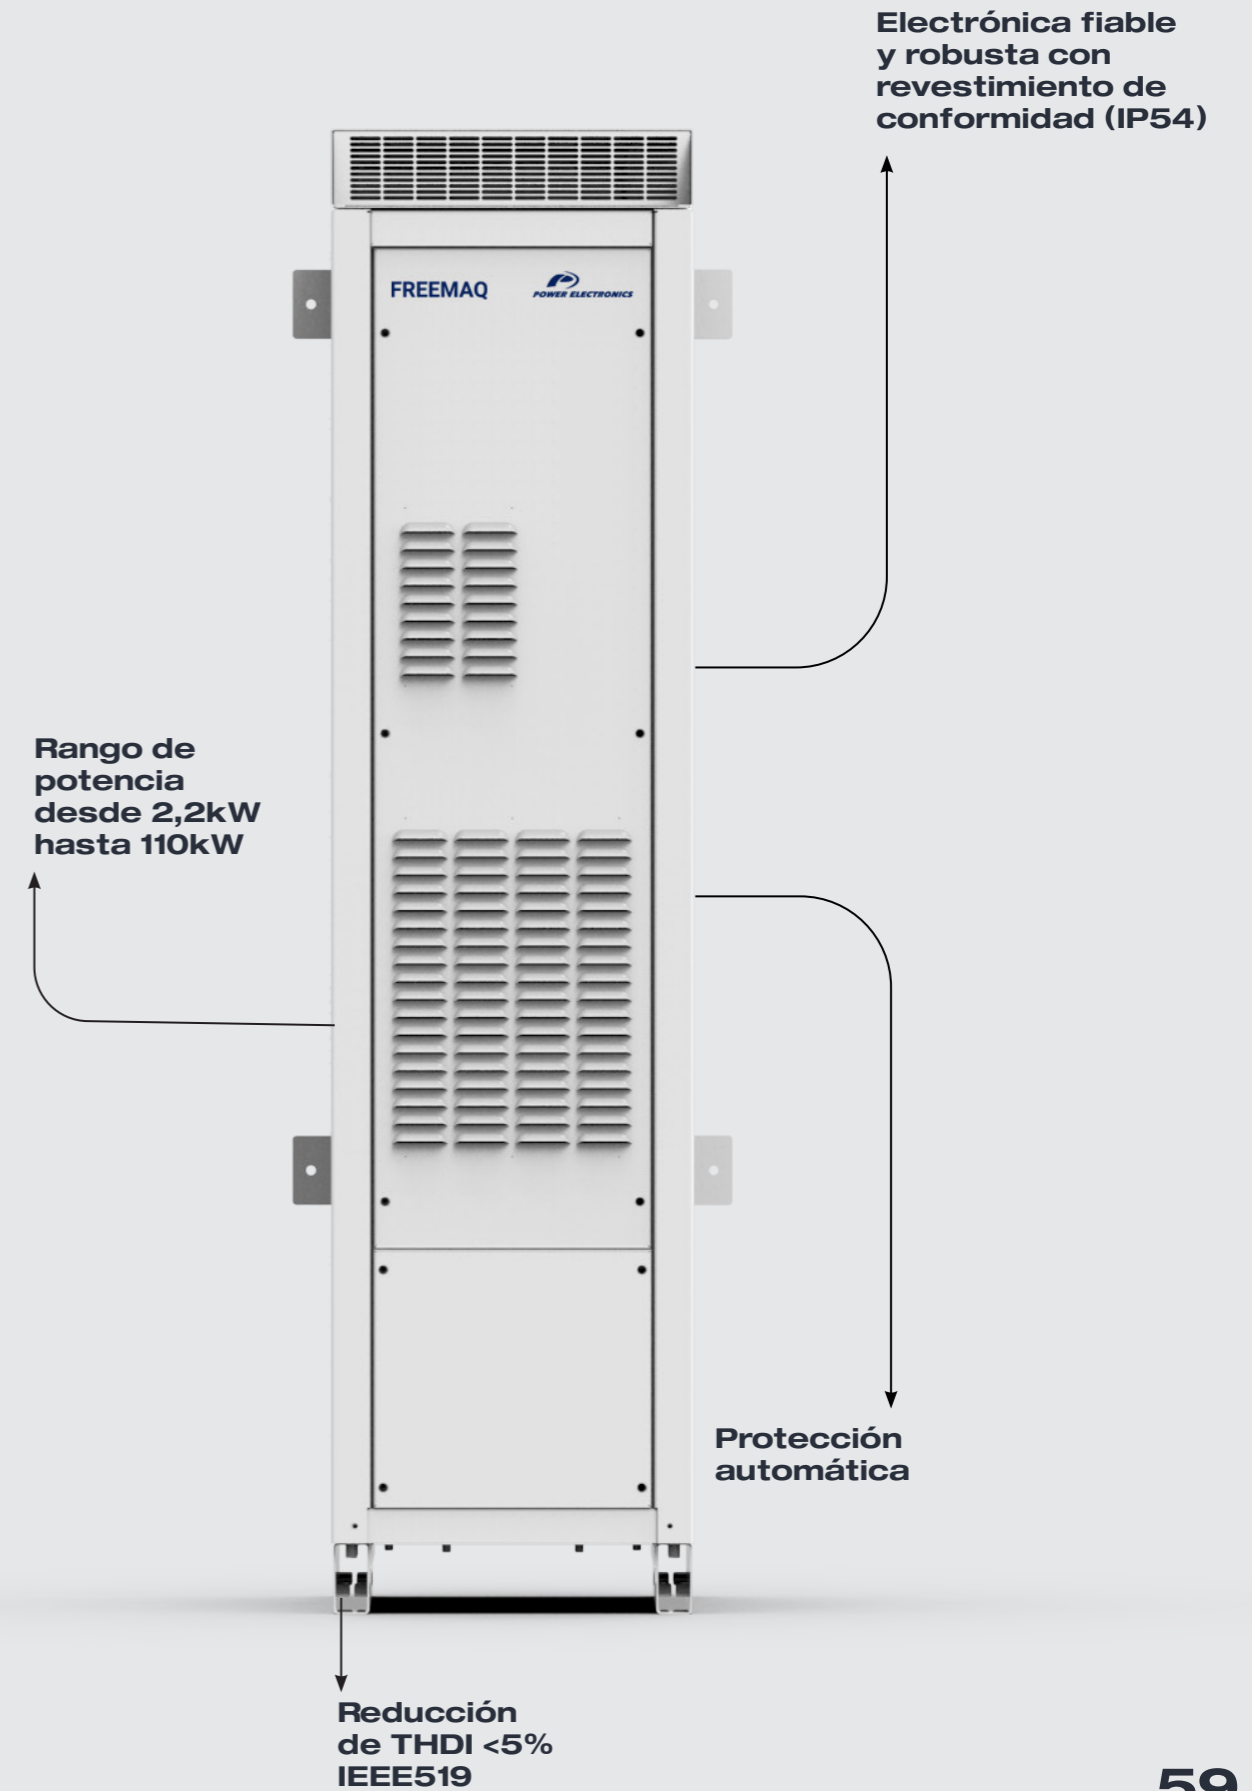 Electrónica fiable
y robusta con
revestimiento de
conformidad (IP54)
FREEMAQ
POWER ELECTRONICS
Rango de
potencia
desde 2,2kW
hasta 110kW
Protección
automática
Reducción
de THDI <5%
IEEE519
59